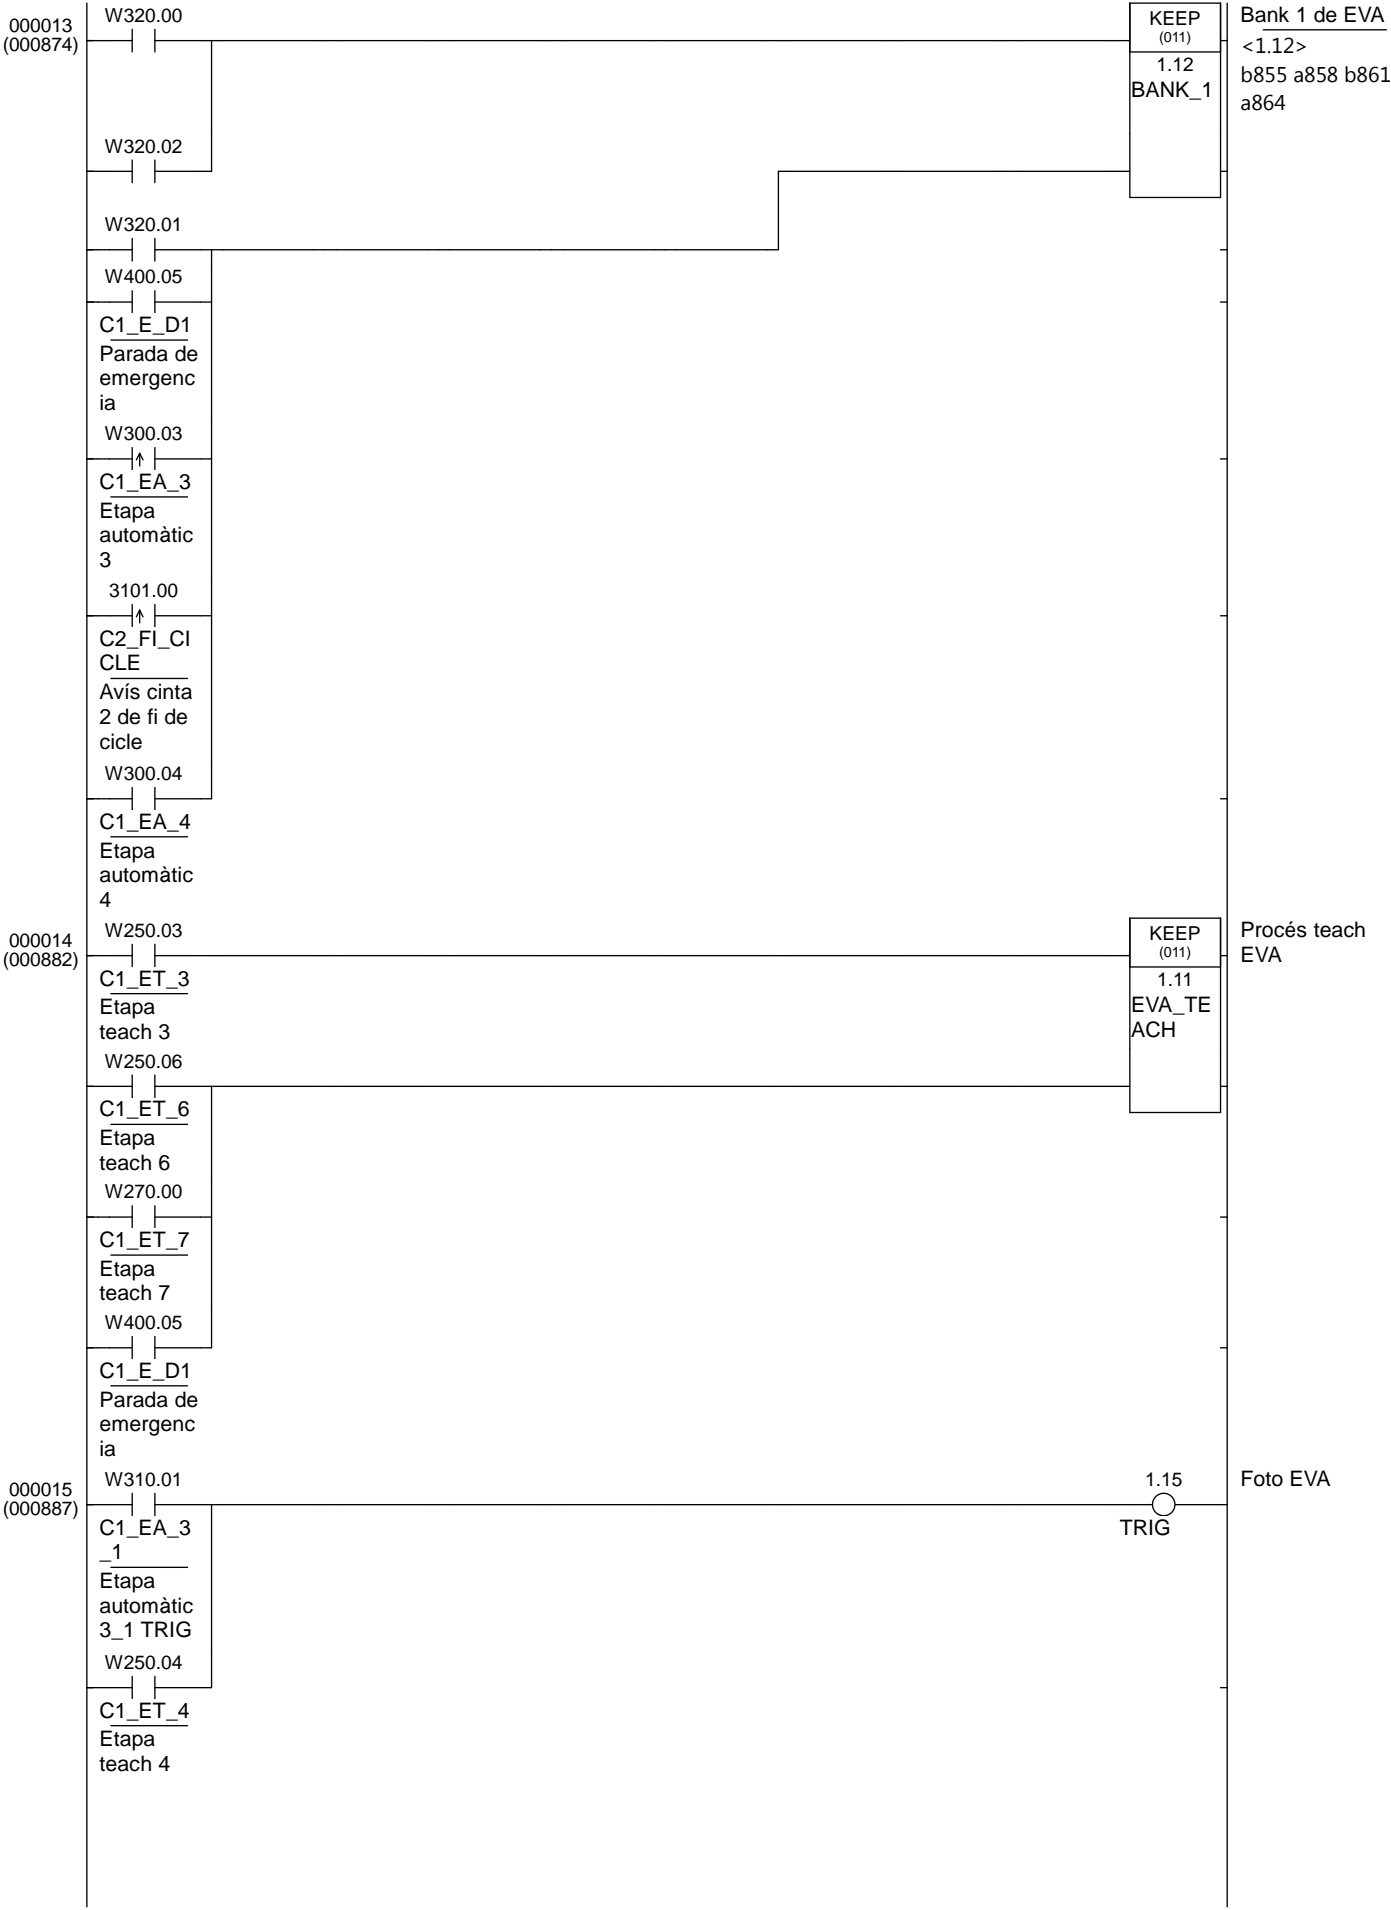 000013
(000874)
W320.00
KEEP
(011)
1.12
BANK_1
Bank 1 de EVA
<1.12>
b855 a858 b861
a864
W320.02
W320.01
W400.05
C1_E_D1
Parada de
emergenc
ia
W300.03
C1_EA_3
Etapa
automàtic
3
3101.00
C2_FI_CI
CLE
Avís cinta
2 de fi de
cicle
W300.04
C1_EA_4
Etapa
automàtic
4
000014
(000882)
W250.03
C1_ET_3
Etapa
teach 3
KEEP
(011)
1.11
EVA_TE
ACH
Procés teach
EVA
W250.06
C1_ET_6
Etapa
teach 6
W270.00
C1_ET_7
Etapa
teach 7
W400.05
C1_E_D1
Parada de
emergenc
ia
000015
(000887)
W310.01
C1_EA_3
_1
Etapa
automàtic
3_1 TRIG
1.15
TRIG
Foto EVA
W250.04
C1_ET_4
Etapa
teach 4